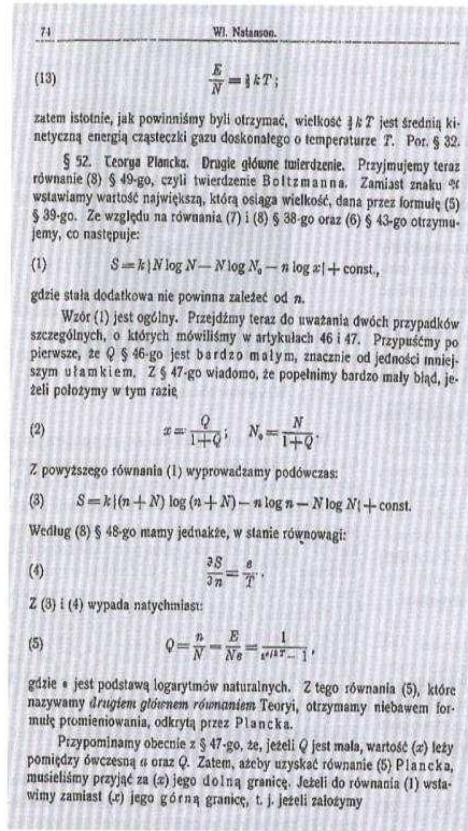 74 Wł. Natanson.
(13) E/N = 3/2 kT;
zatem istotnie, jak powinniśmy byli otrzymać, wielkość 3/2 kT jest średnią ki-
netyczną energią cząsteczki gazu doskonałego o temperaturze T. Por. § 32.
§ 52. Teorya Plancka. Drugie główne twierdzenie. Przyjmujemy teraz
równanie (8) § 49-go, czyli twierdzenie Boltzmanna. Zamiast znaku
wstawiamy wartość największą, którą osiąga wielkość, dana przez formułę (5)
§ 39-go. Ze względu na równania (7) i (8) § 38-go oraz (6) § 43-go otrzymu-
jemy, co następuje:
(1) S = k{N log N — N log N₀ — n log x} + const.,
gdzie stała dodatkowa nie powinna zależeć od n.
Wzór (1) jest ogólny. Przejdźmy teraz do uważania dwóch przypadków
szczególnych, o których mówiliśmy w artykułach 46 i 47. Przypuśćmy po
pierwsze, że Q § 46-go jest bardzo małym, znacznie od jedności mniej-
szym ułamkiem. Z § 47-go wiadomo, że popełnimy bardzo mały błąd, je-
żeli położymy w tym razie
(2) x = Q/1+Q; N₀ = N/1+Q.
Z powyższego równania (1) wyprowadzamy podówczas:
(3) S = k{(n + N) log (n + N) — n log n — N log N} + const.
Według (8) § 48-go mamy jednakże, w stanie równowagi:
(4) ∂S/∂n = ε/T.
Z (3) i (4) wypada natychmiast:
(5) Q = n/N = E/Nε = 1/e^ε/kT — 1,
gdzie e jest podstawą logarytmów naturalnych. Z tego równania (5), które
nazywamy drugiem głównem równaniem Teoryi, otrzymamy niebawem for-
mułę promieniowania, odkrytą przez Plancka.
Przypominamy obecnie z § 47-go, że, jeżeli Q jest mała, wartość (x) leży
pomiędzy ówczesną a oraz Q. Zatem, ażeby uzyskać równanie (5) Plancka,
musieliśmy przyjąć za (x) jego dolną granicę. Jeżeli do równania (1) wsta-
wimy zamiast (x) jego górną granicę, t. j. jeżeli założymy